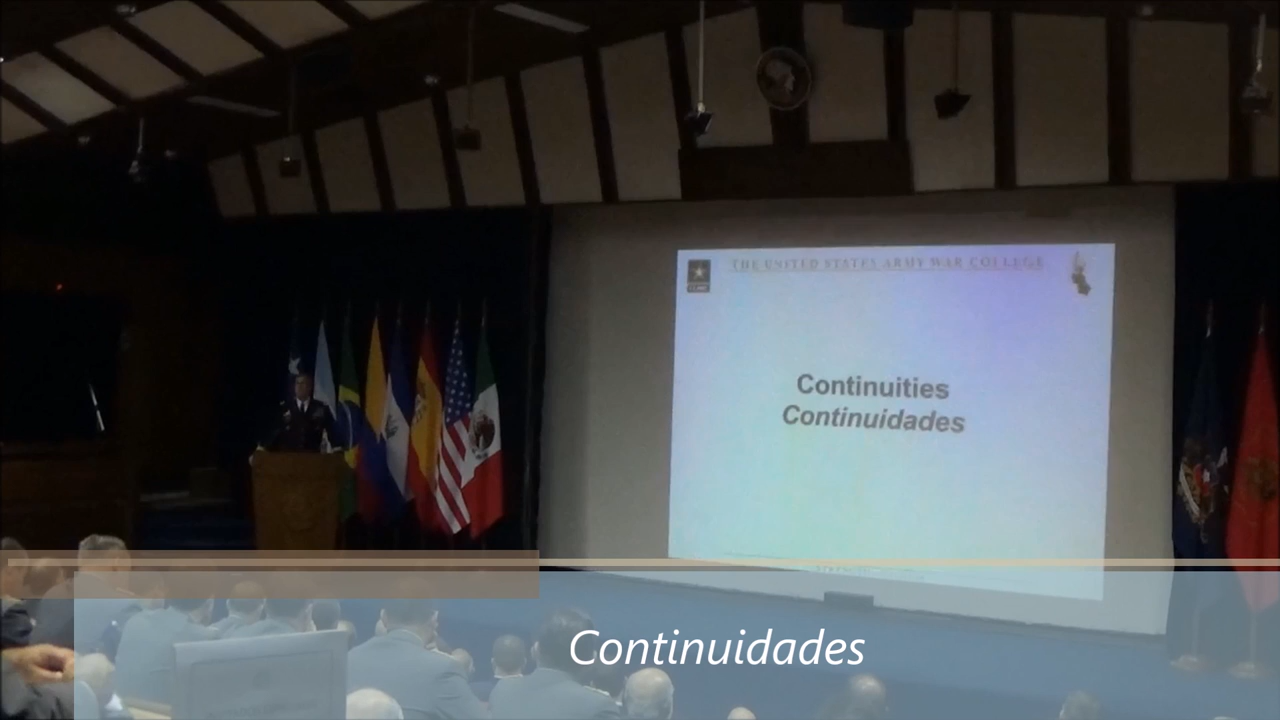 THE UNITED STATES ARMY WAR COLLEGE
Continuities
Continuidades
Continuidades